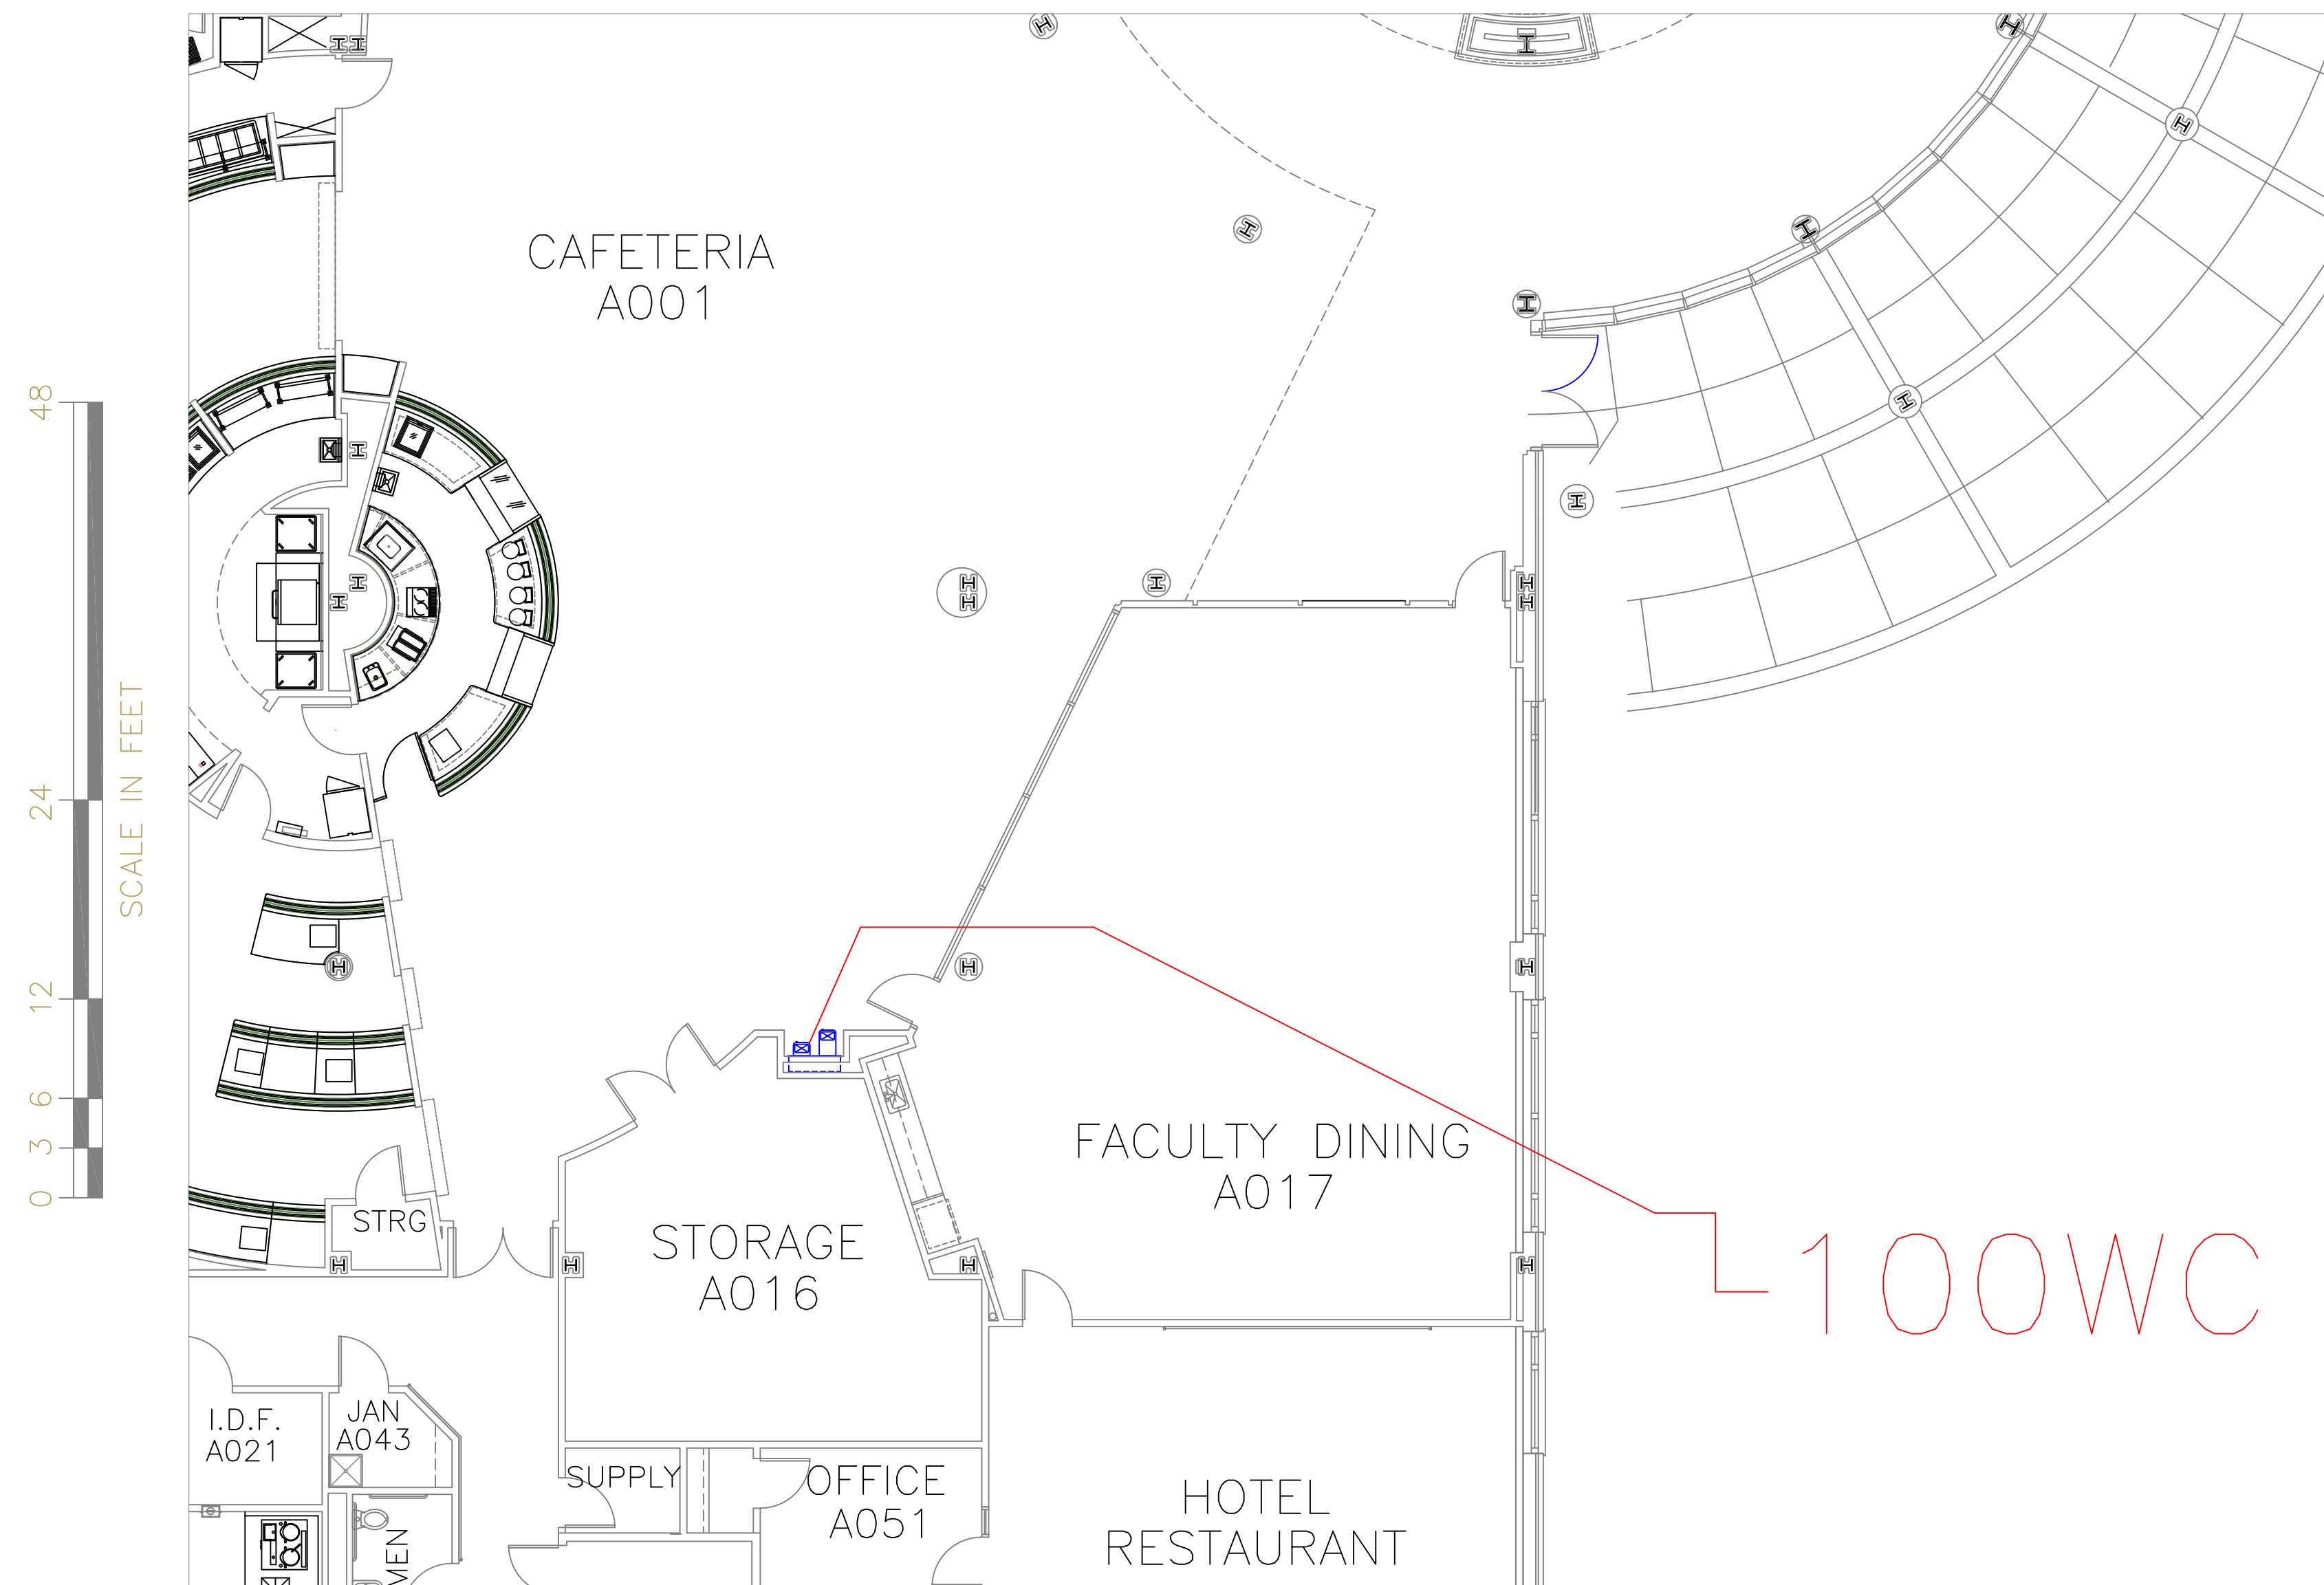 CAFETERIA
A001
48
24
12
6
3
0
SCALE IN FEET
FACULTY DINING
A017
STRG
STORAGE
A016
100WC
I.D.F.
A021
JAN
A043
SUPPLY
OFFICE
A051
HOTEL
RESTAURANT
MEN